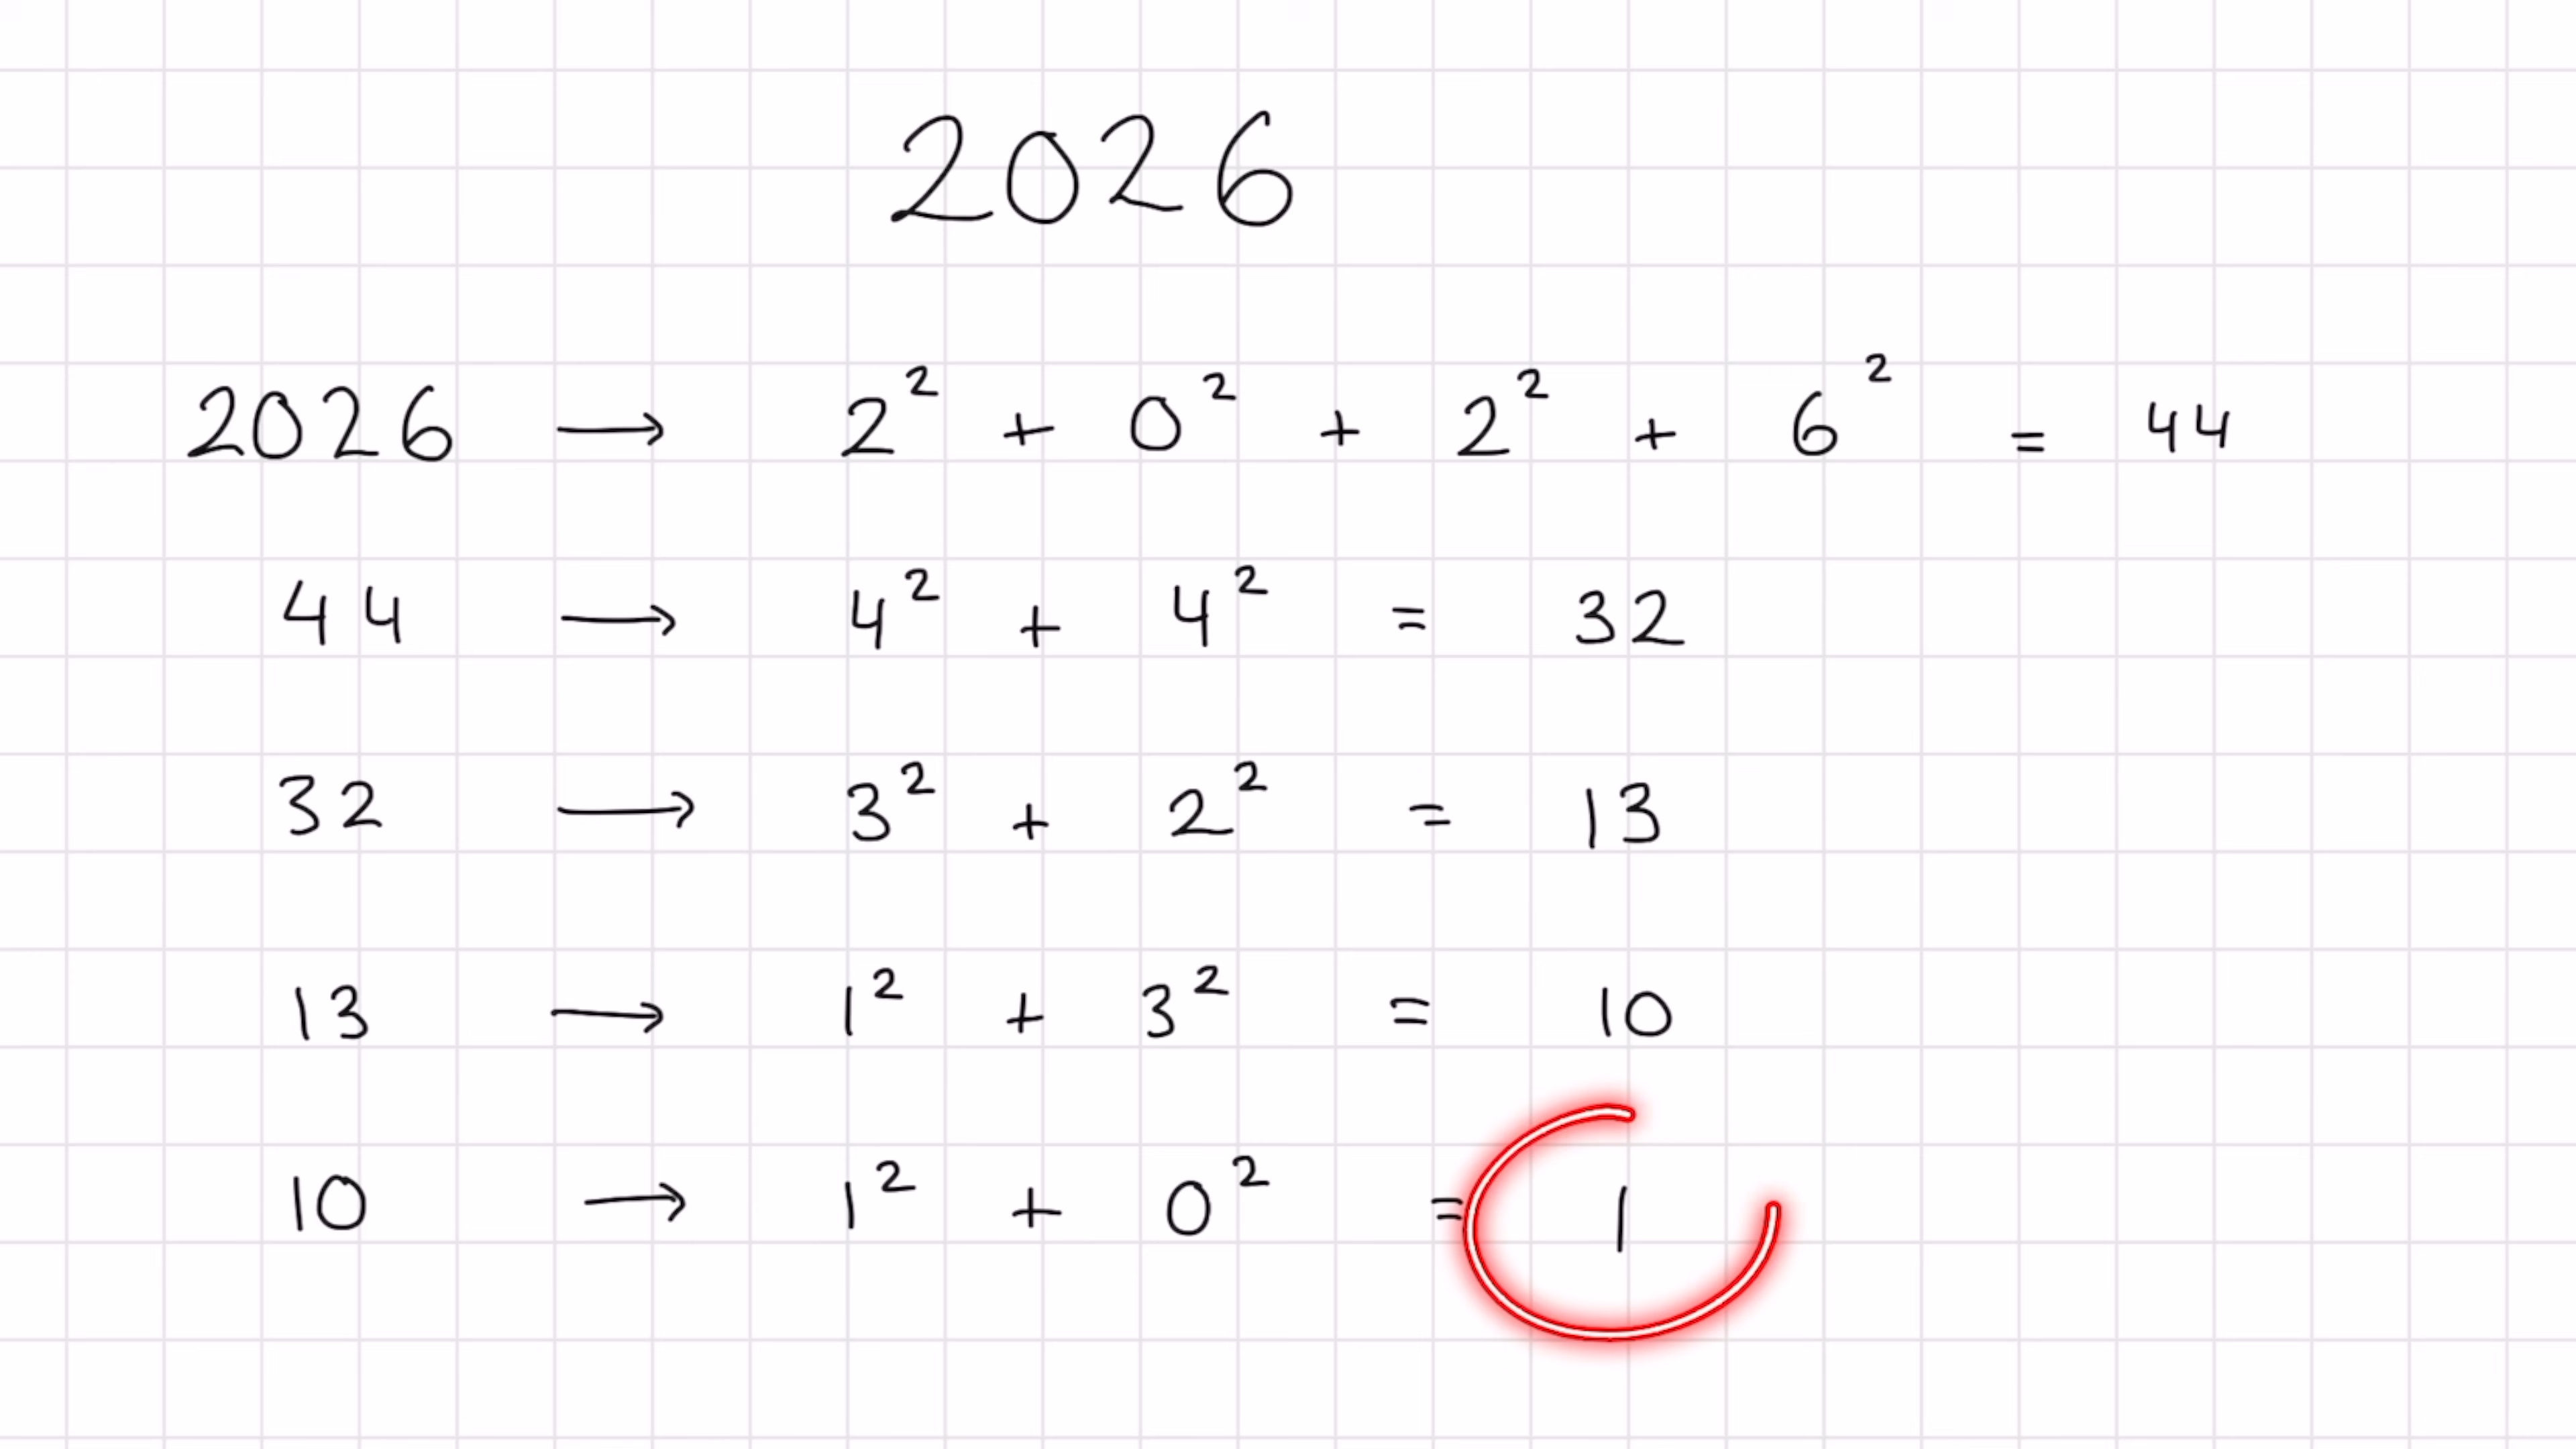 2026
2026 → 2² + 0² + 2² + 6² = 44
44 → 4² + 4² = 32
32 → 3² + 2² = 13
13 → 1² + 3² = 10
10 → 1² + 0² = 1